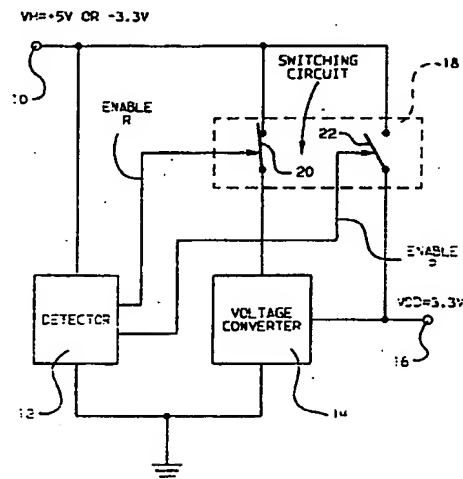 VH=+5V OR -3.3V
10
SWITCHING
CIRCUIT
18
ENABLE
R
22
20
ENABLE
DETECTOR
VOLTAGE
CONVERTER
VDD=3.3V
16
12
14